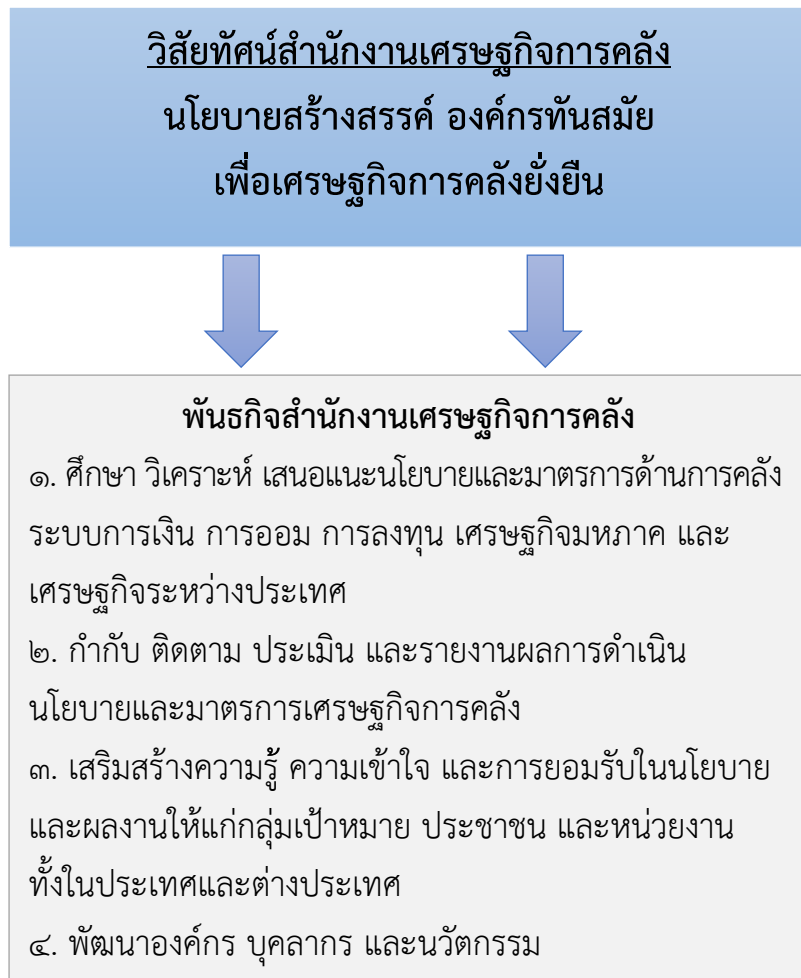 วิสัยทัศน์สำนักงานเศรษฐกิจการคลัง
นโยบายสร้างสรรค์ องค์กรทันสมัย
เพื่อเศรษฐกิจการคลังยั่งยืน
พันธกิจสำนักงานเศรษฐกิจการคลัง
๑. ศึกษา วิเคราะห์ เสนอแนะนโยบายและมาตรการด้านการคลัง
ระบบการเงิน การออม การลงทุน เศรษฐกิจมหภาค และ
เศรษฐกิจระหว่างประเทศ
๒. กำกับ ติดตาม ประเมิน และรายงานผลการดำเนิน
นโยบายและมาตรการเศรษฐกิจการคลัง
๓. เสริมสร้างความรู้ ความเข้าใจ และการยอมรับในนโยบาย
และผลงานให้แก่กลุ่มเป้าหมาย ประชาชน และหน่วยงาน
ทั้งในประเทศและต่างประเทศ
๔. พัฒนาองค์กร บุคลากร และนวัตกรรม